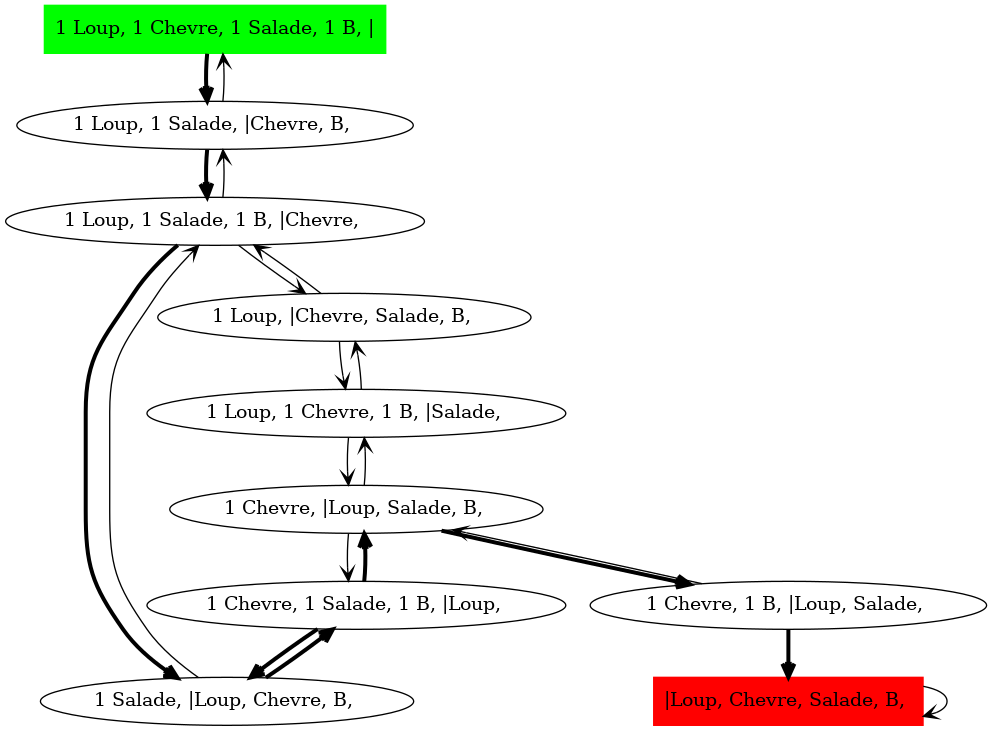 1 Loup, 1 Chevre, 1 Salade, 1 B, |
1 Loup, 1 Salade, |Chevre, B,
1 Loup, 1 Salade, 1 B, |Chevre,
1 Loup, |Chevre, Salade, B,
1 Loup, 1 Chevre, 1 B, |Salade,
1 Chevre, |Loup, Salade, B,
1 Chevre, 1 Salade, 1 B, |Loup,
1 Chevre, 1 B, |Loup, Salade,
1 Salade, |Loup, Chevre, B,
|Loup, Chevre, Salade, B,